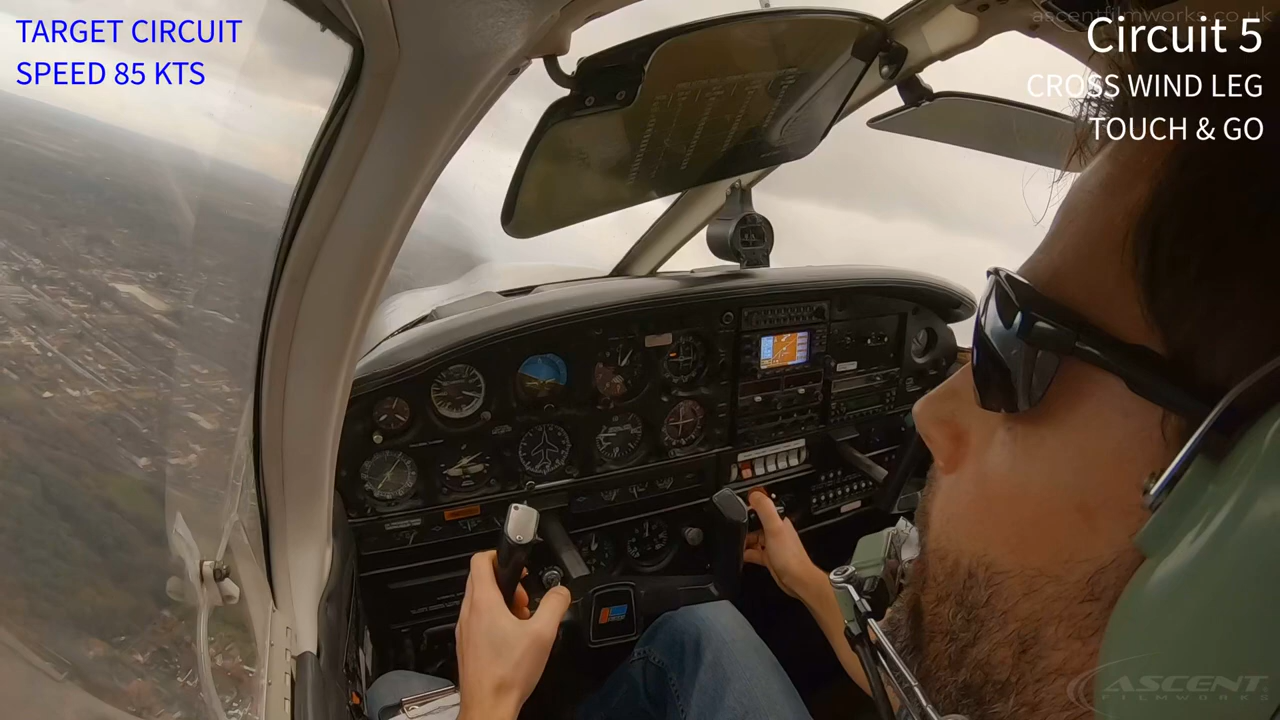 TARGET CIRCUIT
SPEED 85 KTS
ascentfilmworks.co.uk
Circuit 5
CROSS WIND LEG
TOUCH & GO
ASCENT
FILMWORKS